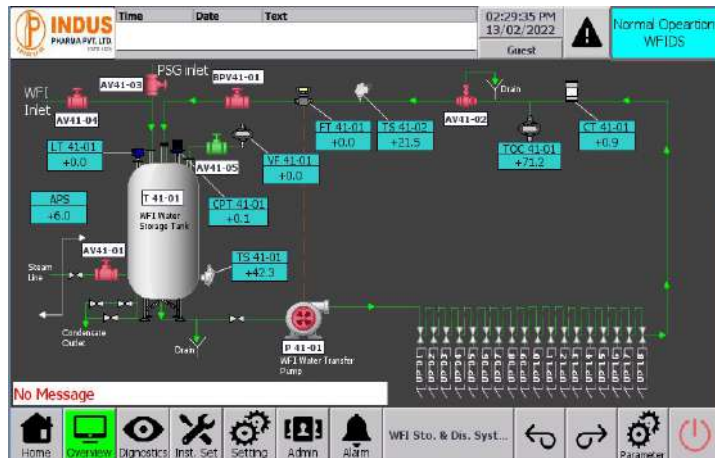 INDUS
PHARMA PVT. LTD.
Time Date Text
02:29:35 PM
13/02/2022
Guest
Normal Opeartion
WFIDS
PSG inlet
WFI
Inlet
AV41-03
BPV41-01
AV41-04
Drain
AV41-02
FT 41-01
+0.0
TS 41-02
+21.5
CT 41-01
+0.9
LT 41-01
+0.0
TOC 41-01
+71.2
VF 41-01
+0.0
AV41-05
APS
+6.0
T 41-01
WFI Water
Storage Tank
CPT 41-01
+0.1
AV41-01
TS 41-01
+42.3
Steam
Line
Condensate
Outlet
Drain
P 41-01
WFI Water Transfer
Pump
No Message
Home
Overview
Dignostics
Inst. Set
Setting
Admin
Alarm
WFI Sto. & Dis. Syst...
Parameter